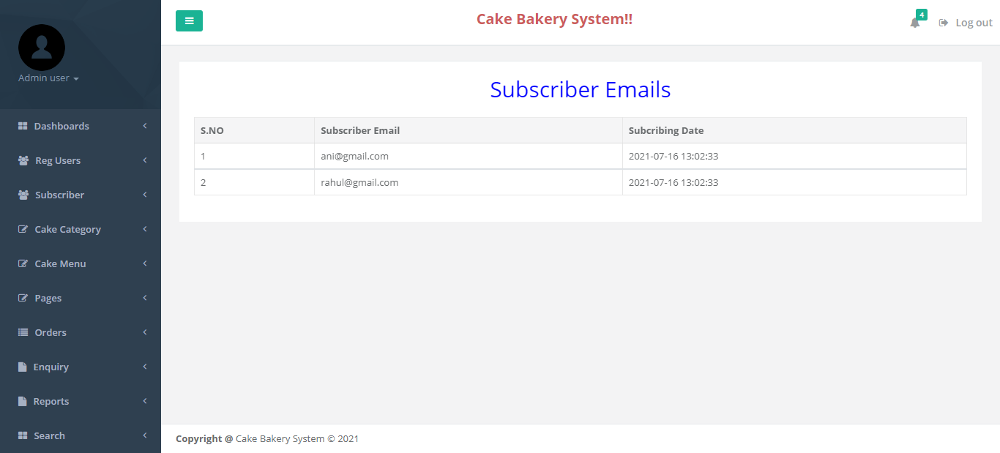 Cake Bakery System!!
4
Log out
Admin user
Dashboards
Reg Users
Subscriber
Cake Category
Cake Menu
Pages
Orders
Enquiry
Reports
Search
Subscriber Emails
S.NO Subscriber Email Subcribing Date
1 ani@gmail.com 2021-07-16 13:02:33
2 rahul@gmail.com 2021-07-16 13:02:33
Copyright @ Cake Bakery System © 2021